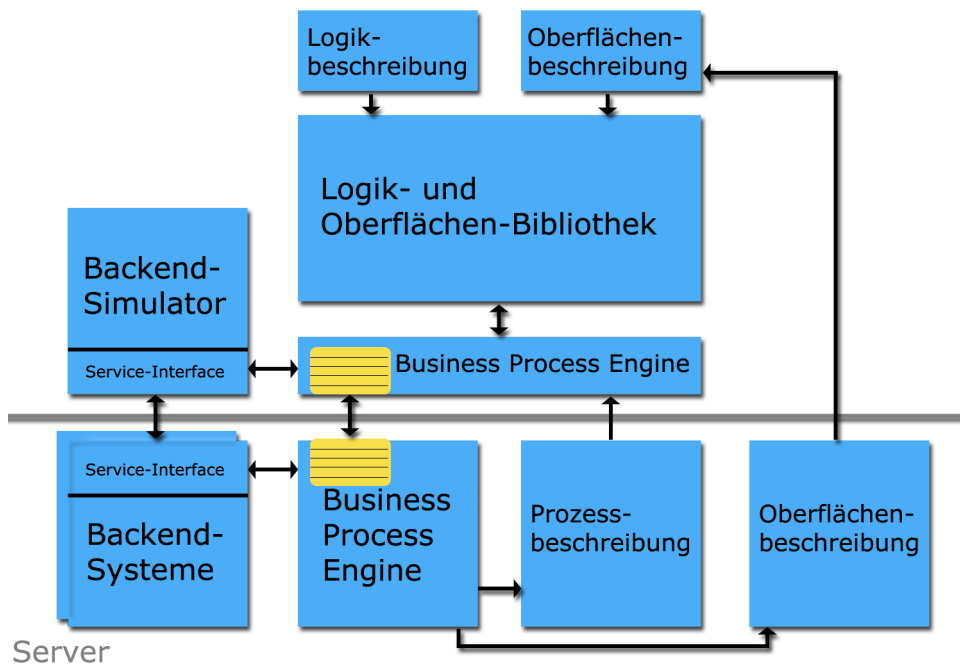 Logik-
beschreibung
Oberflächen-
beschreibung
Logik- und
Oberflächen-Bibliothek
Backend-
Simulator
Service-Interface
Business Process Engine
Service-Interface
Backend-
Systeme
Business
Process
Engine
Prozess-
beschreibung
Oberflächen-
beschreibung
Server